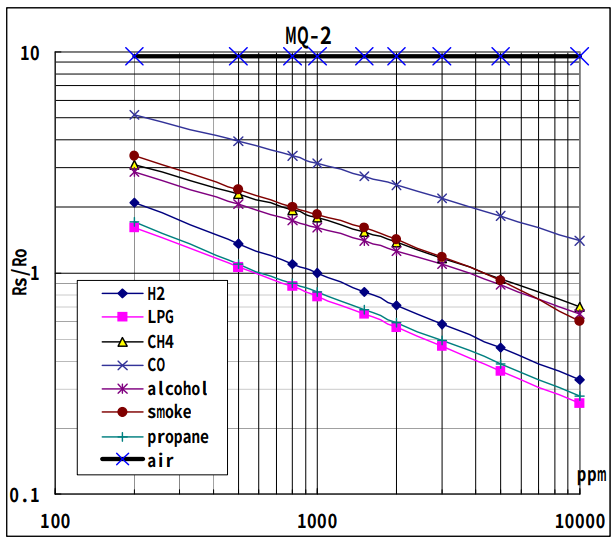 MQ-2
10
Rs/Ro
1
H2
LPG
CH4
CO
alcohol
smoke
propane
air
ppm
0.1
100
1000
10000